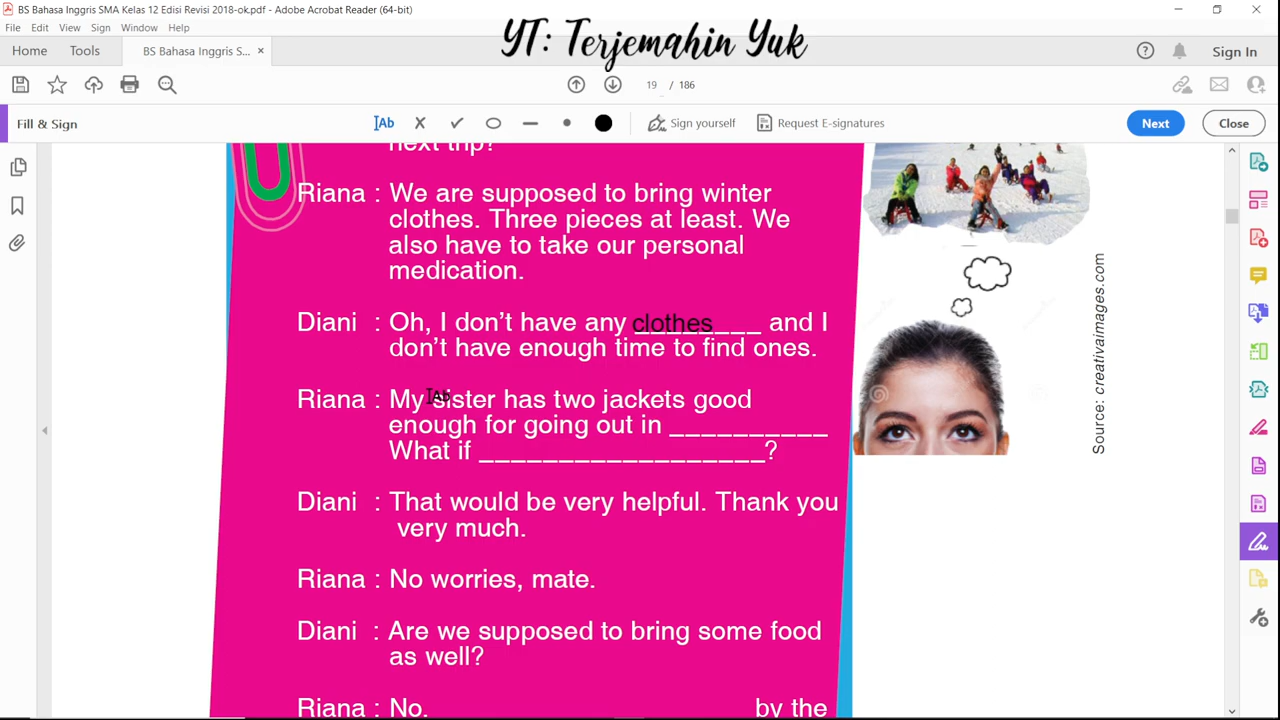 BS Bahasa Inggris SMA Kelas 12 Edisi Revisi 2018-ok.pdf - Adobe Acrobat Reader (64-bit)
YT: Terjemahin Yuk
File Edit View Sign Window Help
Home Tools BS Bahasa Inggris S... × Sign In
19 / 186
Fill & Sign Ab Sign yourself Request E-signatures Next Close
next trip?
Riana : We are supposed to bring winter
clothes. Three pieces at least. We
also have to take our personal
medication.
Diani : Oh, I don't have any clothes_________ and I
don't have enough time to find ones.
Riana : My sister has two jackets good
enough for going out in __________
What if __________________?
Diani : That would be very helpful. Thank you
very much.
Riana : No worries, mate.
Diani : Are we supposed to bring some food
as well?
Riana : No. by the
Source: creativaimages.com